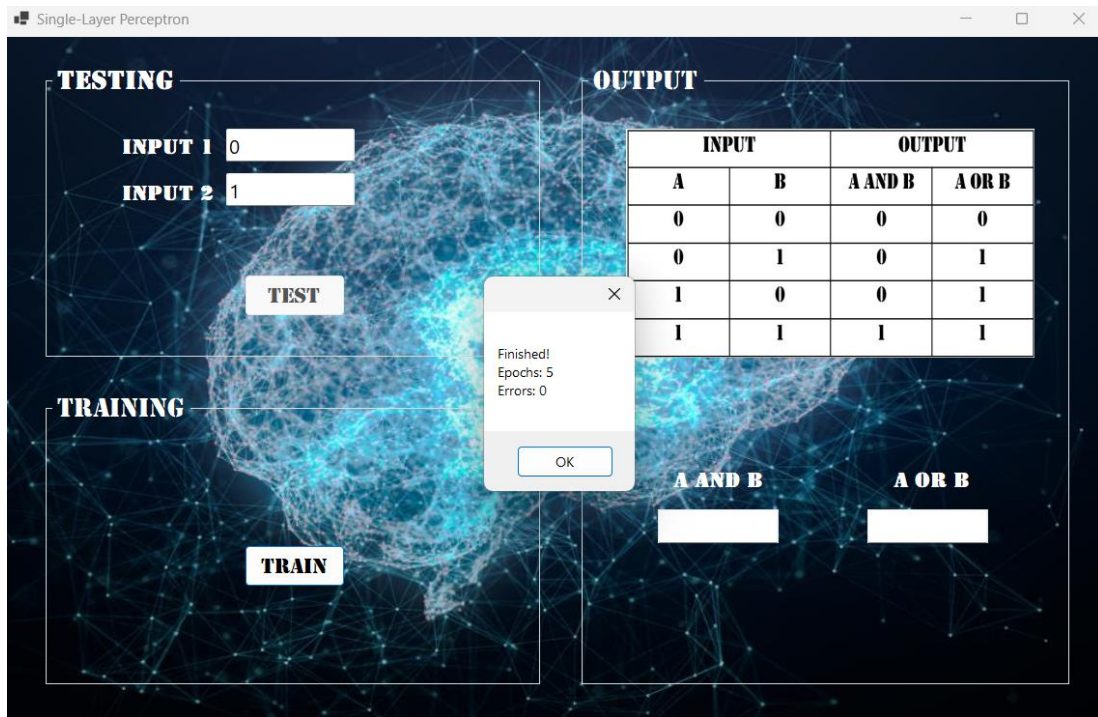 Single-Layer Perceptron
TESTING
INPUT 1 0
INPUT 2 1
TEST
TRAINING
TRAIN
OUTPUT
INPUT OUTPUT
A B A AND B A OR B
0 0 0 0
0 1 0 1
1 0 0 1
1 1 1 1
Finished!
Epochs: 5
Errors: 0
OK
A AND B A OR B